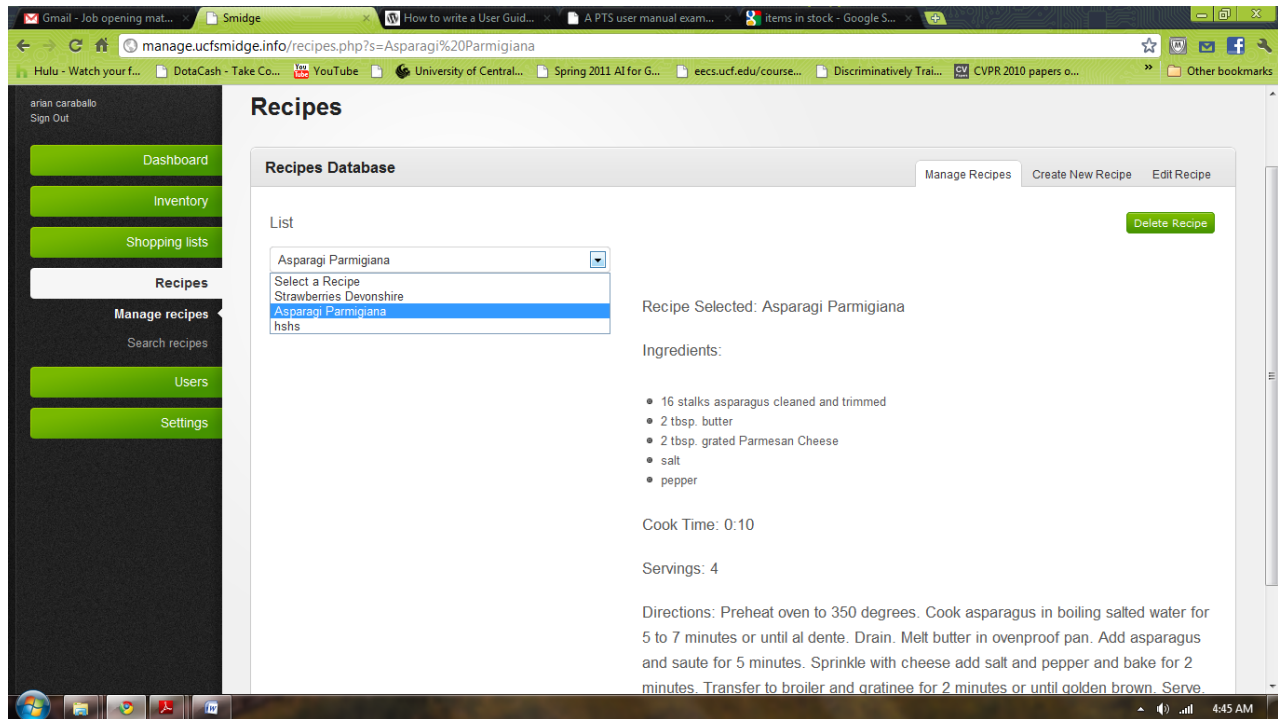 Gmail - Job opening mat...
Smidge
How to write a User Guid...
A PTS user manual exam...
items in stock - Google S...
manage.ucfsmidge.info/recipes.php?s=Asparagi%20Parmigiana
Hulu - Watch your f...
DotaCash - Take Co...
You Tube
YouTube
University of Central...
Spring 2011 AI for G...
eecs.ucf.edu/course...
Discriminatively Trai...
CV
CVPR 2010 papers o...
»
Other bookmarks
arian caraballo
Sign Out
Dashboard
Inventory
Shopping lists
Recipes
Manage recipes
Search recipes
Users
Settings
Recipes
Recipes Database
Manage Recipes
Create New Recipe
Edit Recipe
List
Delete Recipe
Asparagi Parmigiana
Select a Recipe
Strawberries Devonshire
Asparagi Parmigiana
hshs
Recipe Selected: Asparagi Parmigiana
Ingredients:
16 stalks asparagus cleaned and trimmed
2 tbsp. butter
2 tbsp. grated Parmesan Cheese
salt
pepper
Cook Time: 0:10
Servings: 4
Directions: Preheat oven to 350 degrees. Cook asparagus in boiling salted water for
5 to 7 minutes or until al dente. Drain. Melt butter in ovenproof pan. Add asparagus
and saute for 5 minutes. Sprinkle with cheese add salt and pepper and bake for 2
minutes. Transfer to broiler and gratinee for 2 minutes or until golden brown. Serve.
4:45 AM